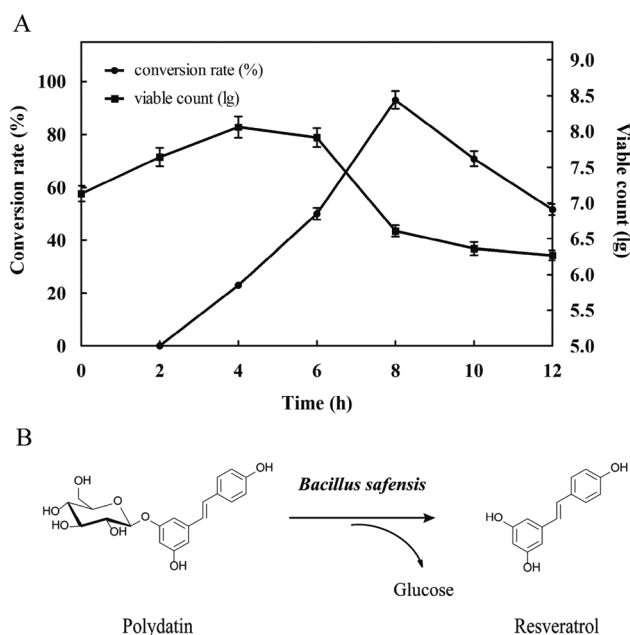 A
conversion rate (%)
viable count (lg)
Conversion rate (%)
100
80
60
40
20
0
Viable count
(lg)
9.0
8.5
8.0
7.5
7.0
6.5
6.0
5.5
5.0
0 2 4 6 8 10 12
Time (h)
B
OH
OH
HO
O
HO
OH
O
OH
Bacillus safensis
Glucose
OH
HO
OH
Polydatin
Resveratrol